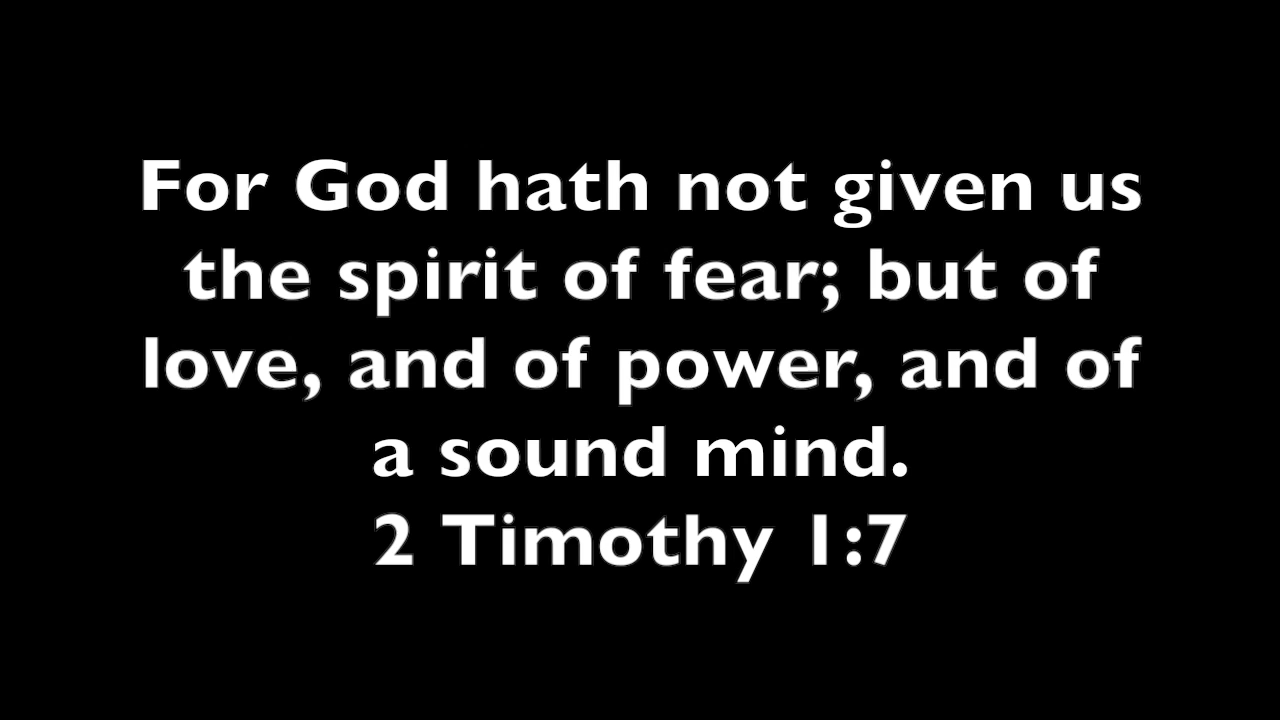 For God hath not given us
the spirit of fear; but of
love, and of power, and of
a sound mind.
2 Timothy 1:7